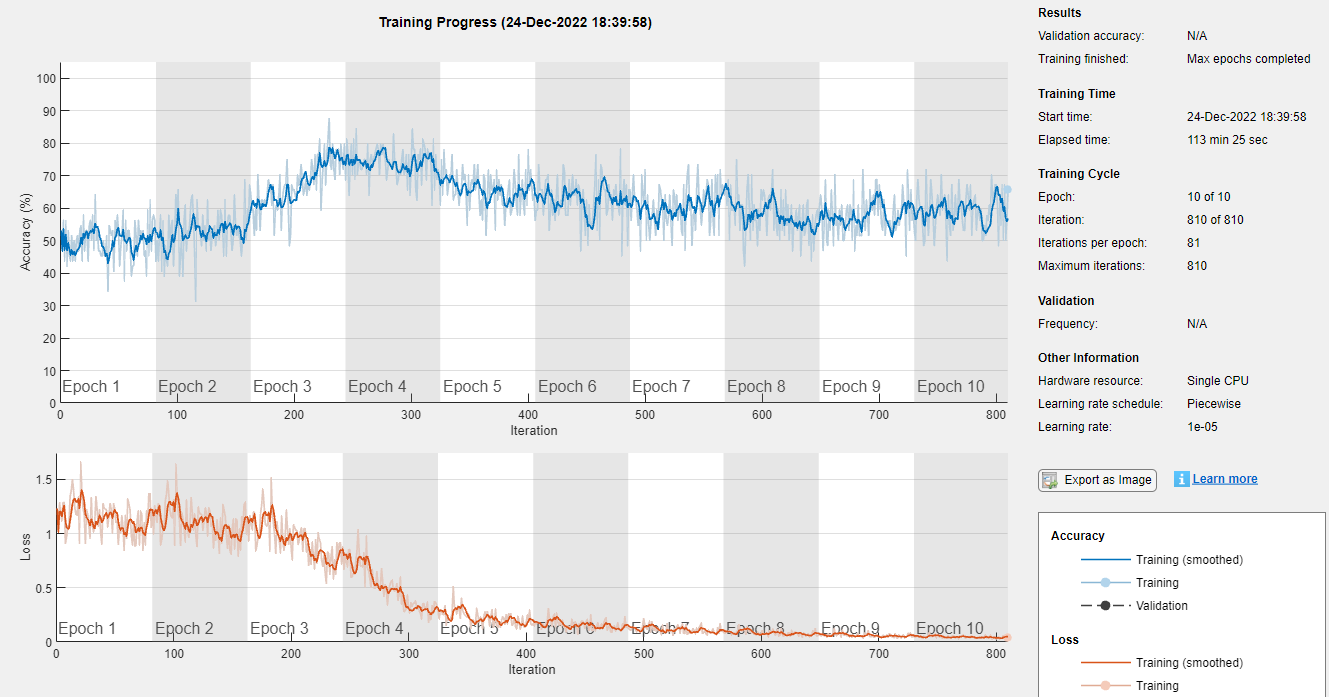 Training Progress (24-Dec-2022 18:39:58)
100
90
80
70
60
50
40
30
20
10
0
Accuracy (%)
Epoch 1 Epoch 2 Epoch 3 Epoch 4 Epoch 5 Epoch 6 Epoch 7 Epoch 8 Epoch 9 Epoch 10
0 100 200 300 400 500 600 700 800
Iteration
1.5
1
0.5
0
Loss
Epoch 1 Epoch 2 Epoch 3 Epoch 4 Epoch 5 Epoch 6 Epoch 7 Epoch 8 Epoch 9 Epoch 10
0 100 200 300 400 500 600 700 800
Iteration
Results
Validation accuracy: N/A
Training finished: Max epochs completed
Training Time
Start time: 24-Dec-2022 18:39:58
Elapsed time: 113 min 25 sec
Training Cycle
Epoch: 10 of 10
Iteration: 810 of 810
Iterations per epoch: 81
Maximum iterations: 810
Validation
Frequency: N/A
Other Information
Hardware resource: Single CPU
Learning rate schedule: Piecewise
Learning rate: 1e-05
Export as Image
i Learn more
Accuracy
Training (smoothed)
Training
Validation
Loss
Training (smoothed)
Training